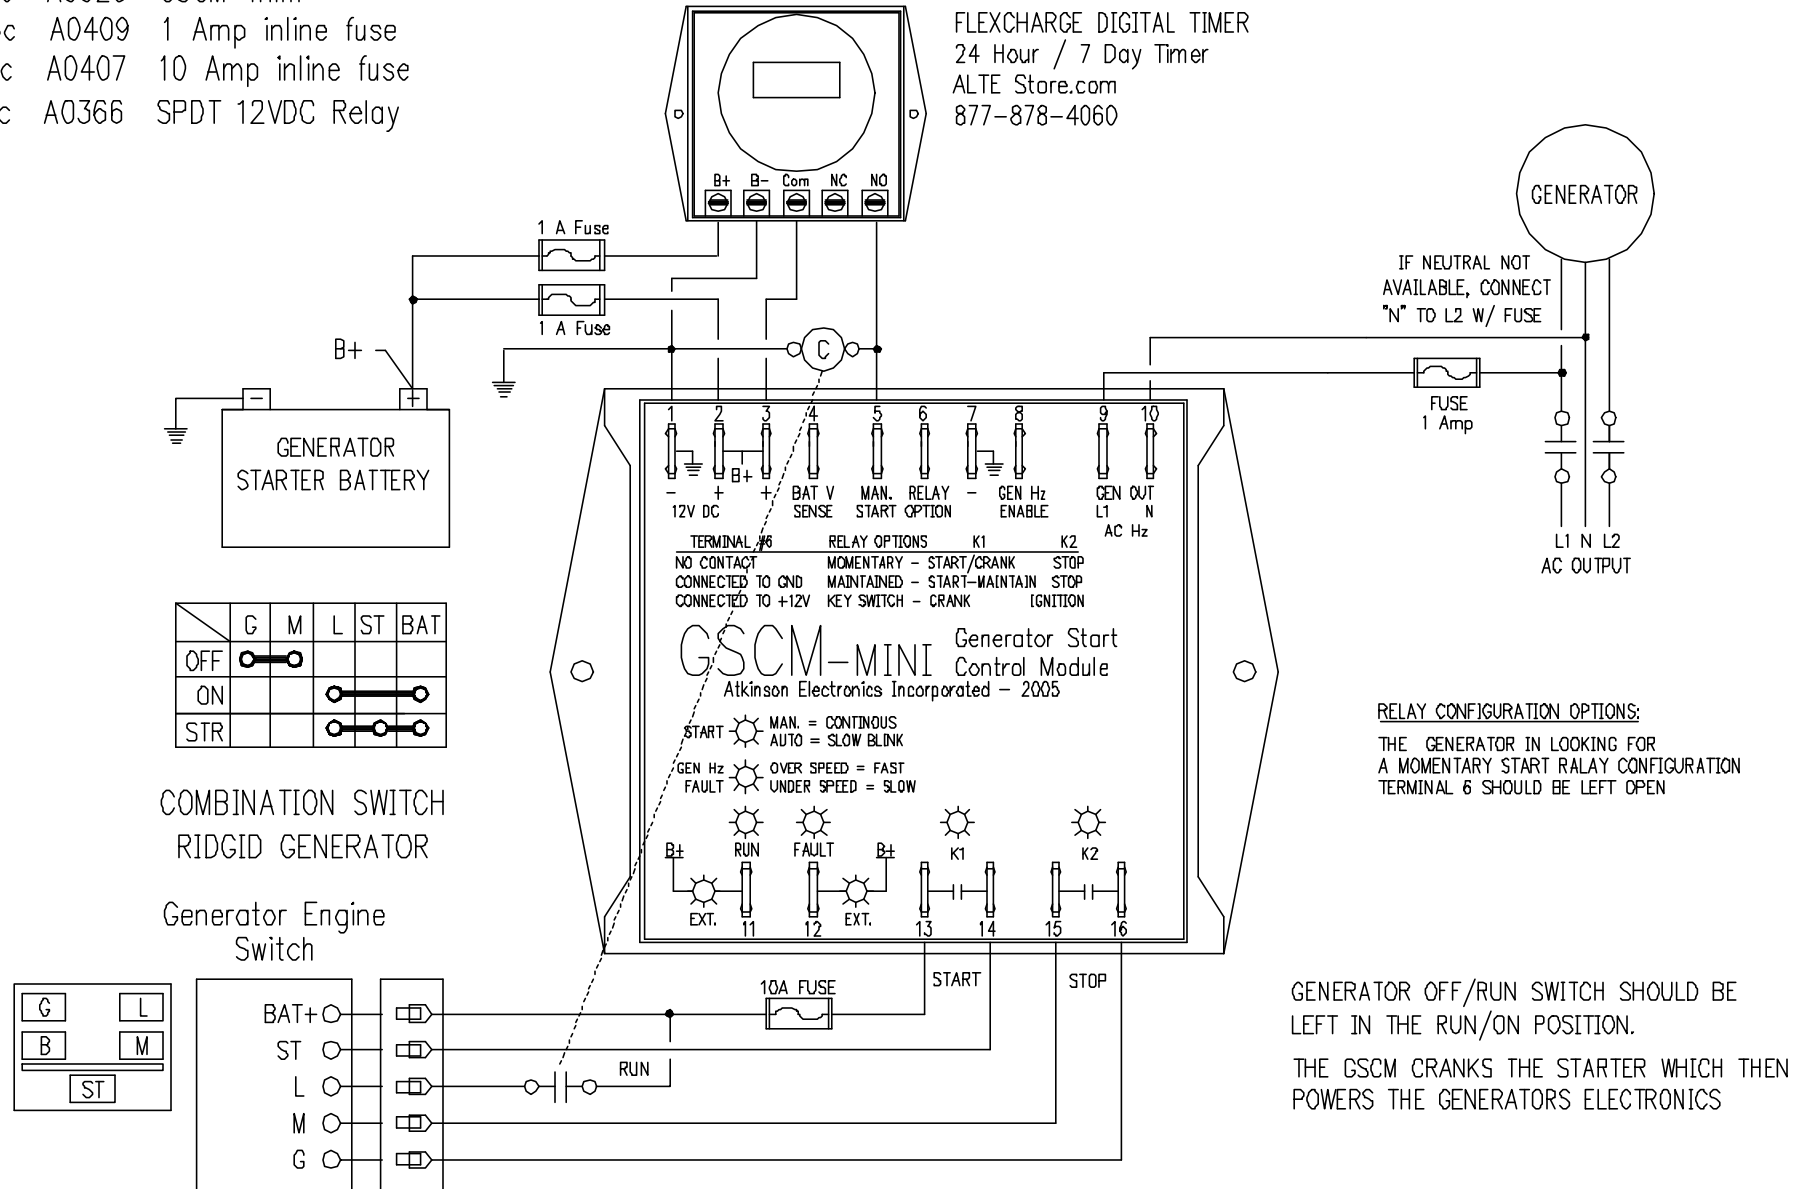 c A0409 1 Amp inline fuse
c A0407 10 Amp inline fuse
c A0366 SPDT 12VDC Relay
FLEXCHARGE DIGITAL TIMER
24 Hour / 7 Day Timer
ALTE Store.com
877-878-4060
B+ B- Com NC NO
1 A Fuse
1 A Fuse
B+
- +
GENERATOR
STARTER BATTERY
C
GENERATOR
IF NEUTRAL NOT
AVAILABLE, CONNECT
"N" TO L2 W/ FUSE
FUSE
1 Amp
L1 N L2
AC OUTPUT
1 2 3 4 5 6 7 8 9 10
B+
- + + BAT V MAN. RELAY - GEN Hz GEN OUT
12V DC SENSE START OPTION ENABLE L1 N
AC Hz
TERMINAL #6 RELAY OPTIONS K1 K2
NO CONTACT MOMENTARY - START/CRANK STOP
CONNECTED TO GND MAINTAINED - START-MAINTAIN STOP
CONNECTED TO +12V KEY SWITCH - CRANK IGNITION
GSCM-MINI Generator Start
Control Module
Atkinson Electronics Incorporated - 2005
START MAN. = CONTINOUS
AUTO = SLOW BLINK
GEN Hz OVER SPEED = FAST
FAULT UNDER SPEED = SLOW
B+ RUN FAULT B+ K1 K2
EXT. EXT.
11 12 13 14 15 16
G M L ST BAT
OFF
ON
STR
COMBINATION SWITCH
RIDGID GENERATOR
RELAY CONFIGURATION OPTIONS:
THE GENERATOR IN LOOKING FOR
A MOMENTARY START RALAY CONFIGURATION
TERMINAL 6 SHOULD BE LEFT OPEN
Generator Engine
Switch
G L
B M
ST
BAT+
ST
L
M
G
10A FUSE
START
STOP
RUN
GENERATOR OFF/RUN SWITCH SHOULD BE
LEFT IN THE RUN/ON POSITION.
THE GSCM CRANKS THE STARTER WHICH THEN
POWERS THE GENERATORS ELECTRONICS